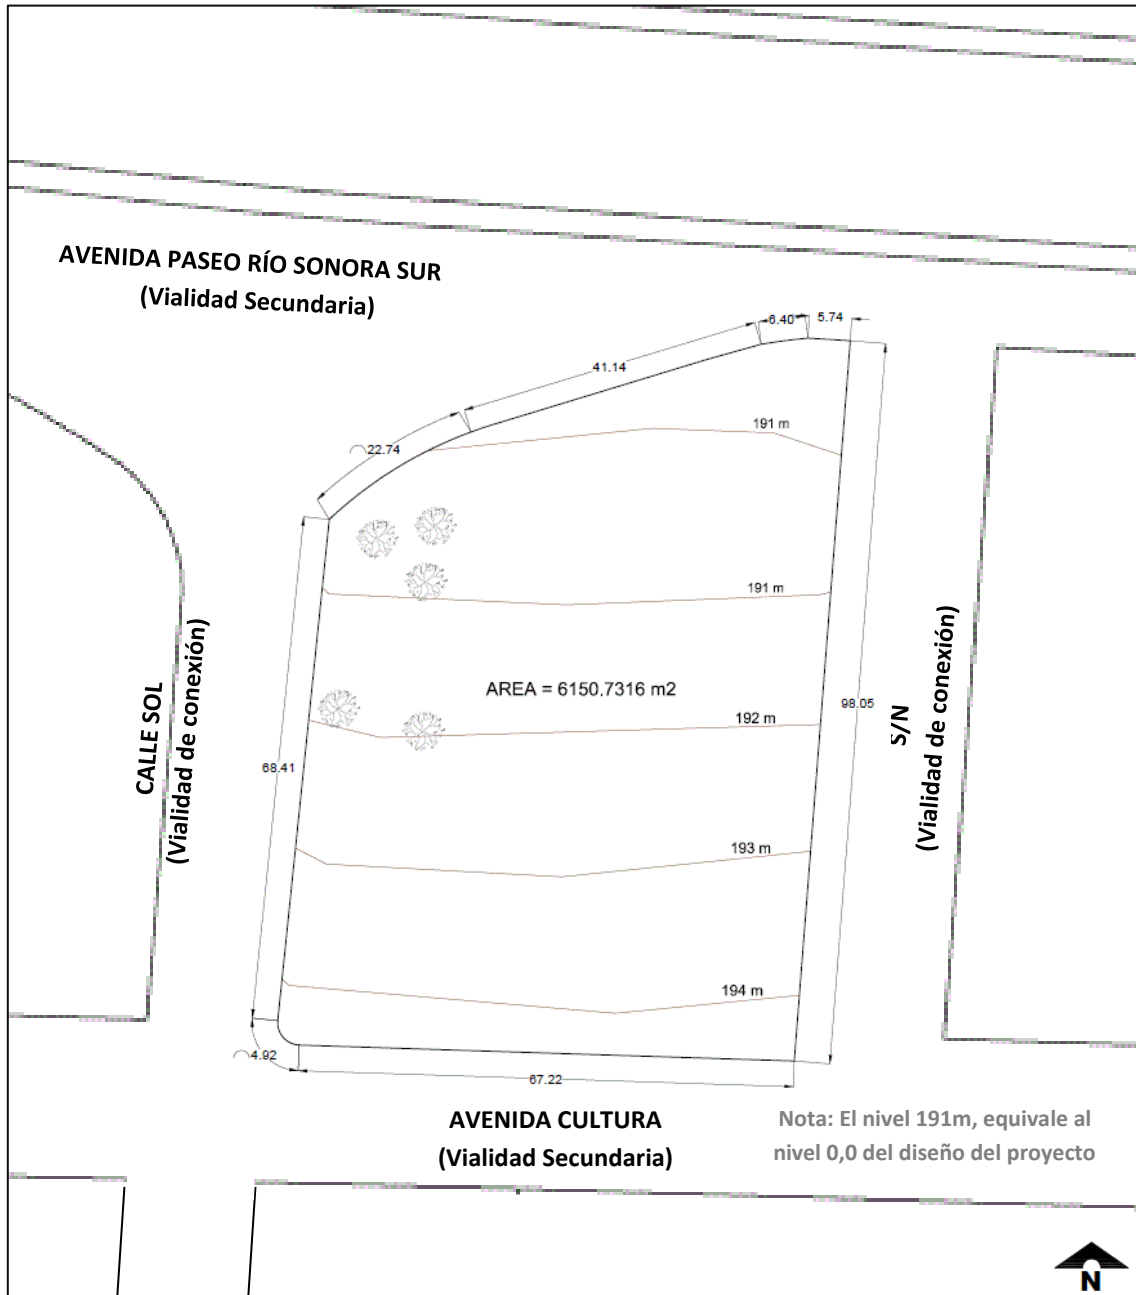 AVENIDA PASEO RÍO SONORA SUR
(Vialidad Secundaria)
6.40
5.74
41.14
22.74
191 m
191 m
AREA = 6150.7316 m2
192 m
98.05
S/N
(Vialidad de conexión)
CALLE SOL
(Vialidad de conexión)
68.41
193 m
194 m
4.92
67.22
AVENIDA CULTURA
(Vialidad Secundaria)
Nota: El nivel 191m, equivale al
nivel 0,0 del diseño del proyecto
N